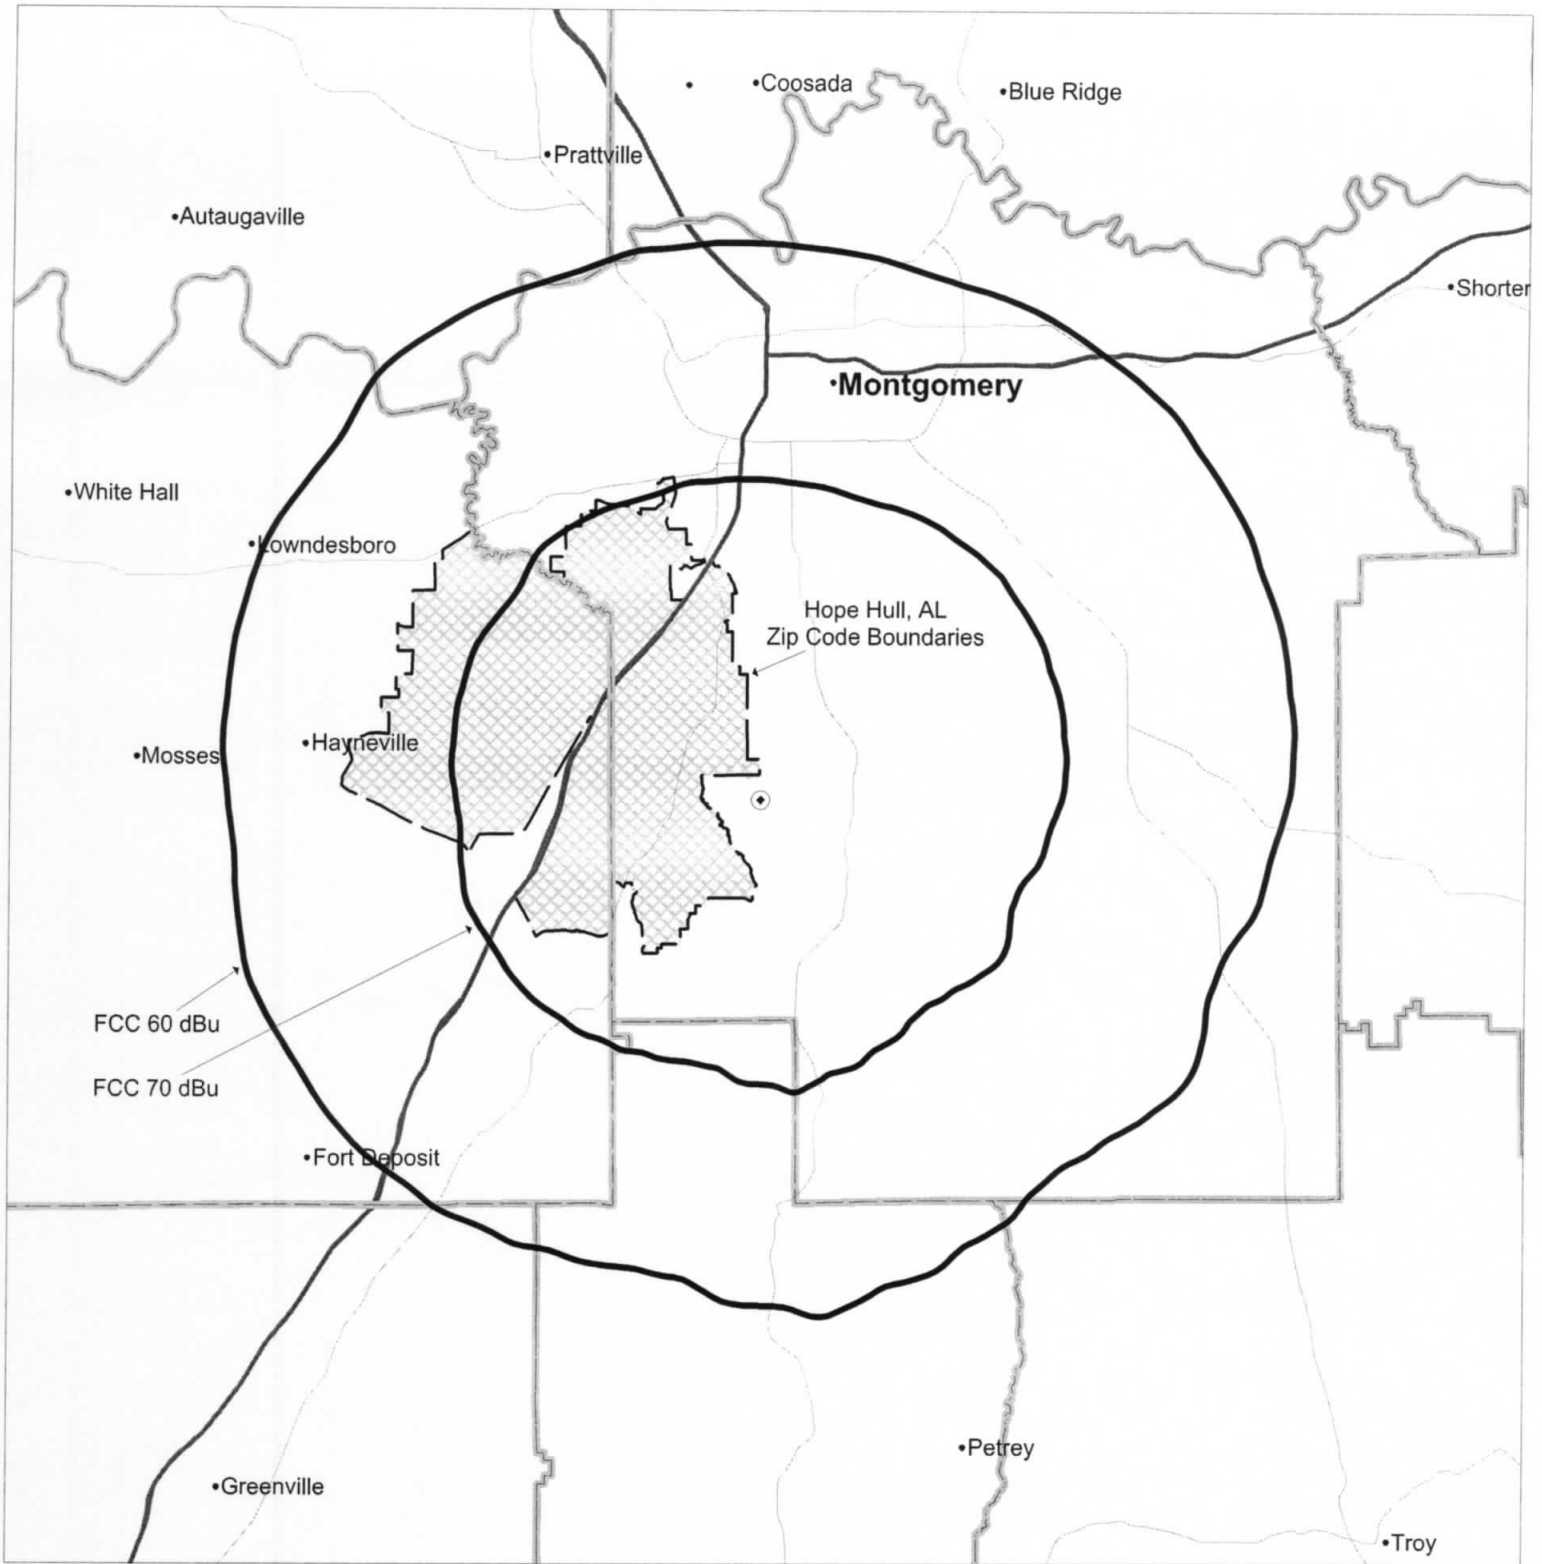 Coosada
Blue Ridge
Prattville
Autaugaville
Shorter
Montgomery
White Hall
Lowndesboro
Hope Hull, AL
Zip Code Boundaries
Hayneville
Mosses
FCC 60 dBu
FCC 70 dBu
Fort Deposit
Petrey
Greenville
Troy